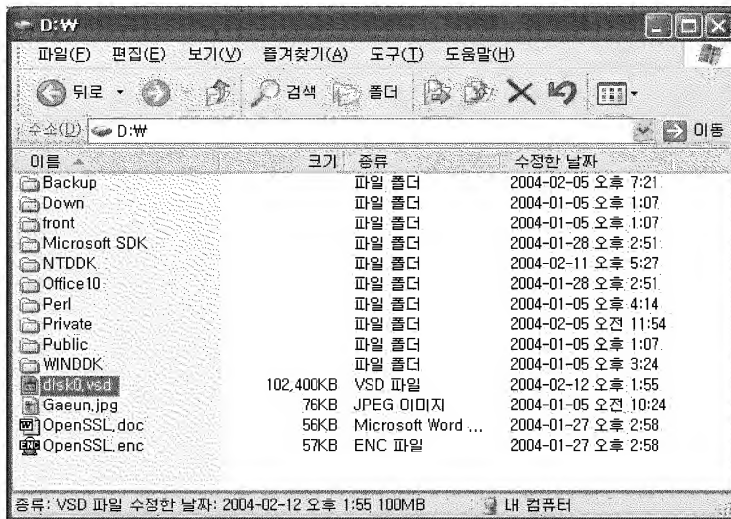 D:₩
파일(F) 편집(E) 보기(V) 즐겨찾기(A) 도구(T) 도움말(H)
뒤로 검색 폴더
주소(D) D:₩ 이동
이름 크기 종류 수정한 날짜
Backup 파일 폴더 2004-02-05 오후 7:21
Down 파일 폴더 2004-01-05 오후 1:07
front 파일 폴더 2004-01-05 오후 1:07
Microsoft SDK 파일 폴더 2004-01-28 오후 2:51
NTDDK 파일 폴더 2004-02-11 오후 5:27
Office10 파일 폴더 2004-01-28 오후 2:51
Perl 파일 폴더 2004-01-05 오후 4:14
Private 파일 폴더 2004-02-05 오전 11:54
Public 파일 폴더 2004-01-05 오후 1:07
WINDDK 파일 폴더 2004-01-05 오후 3:24
disk0.vsd 102,400KB VSD 파일 2004-02-12 오후 1:55
Gaeun.jpg 76KB JPEG 이미지 2004-01-05 오전 10:24
OpenSSL.doc 56KB Microsoft Word ... 2004-01-27 오후 2:58
OpenSSL.enc 57KB ENC 파일 2004-01-27 오후 2:58
종류: VSD 파일 수정한 날짜: 2004-02-12 오후 1:55 100MB 내 컴퓨터